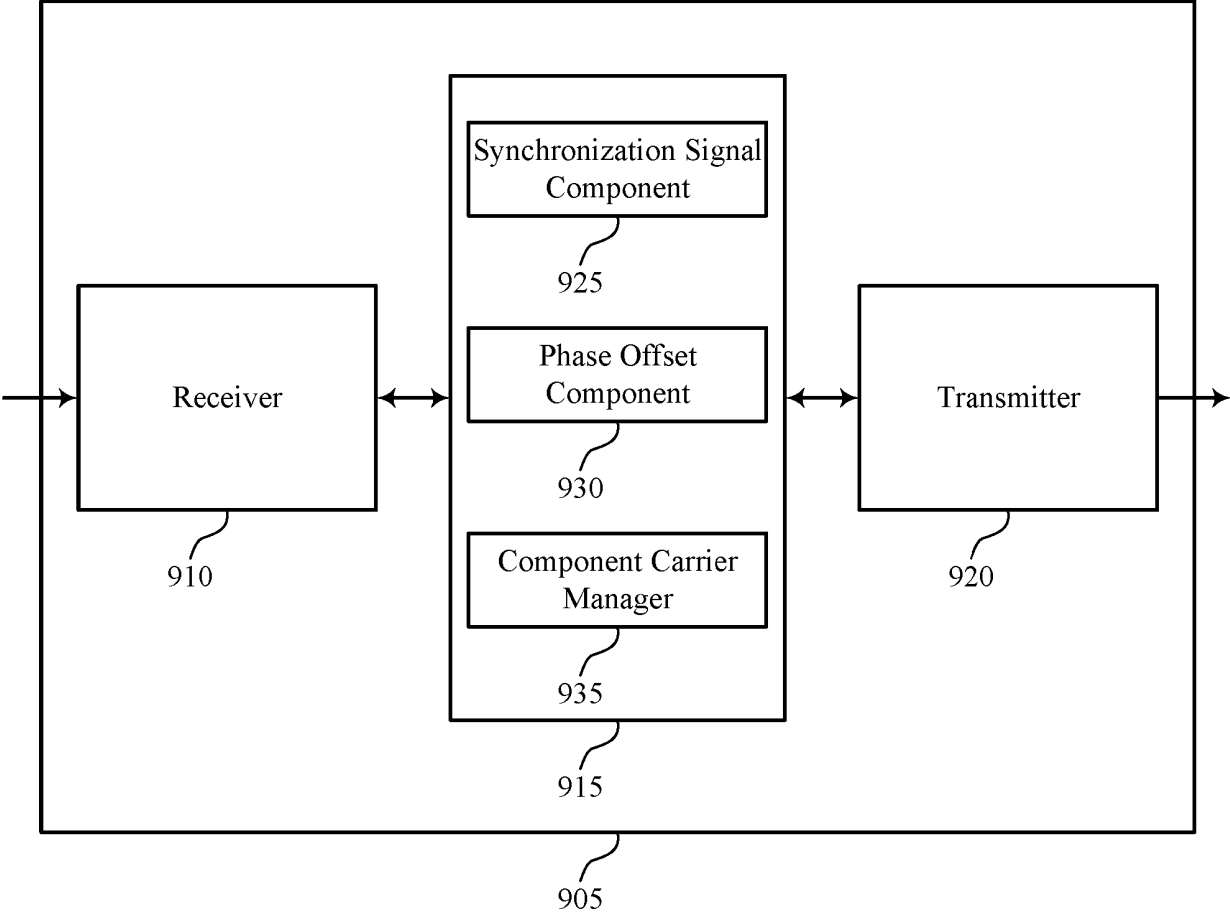 Synchronization Signal
Component
925
Receiver
910
Phase Offset
Component
930
Transmitter
920
Component Carrier
Manager
935
915
905